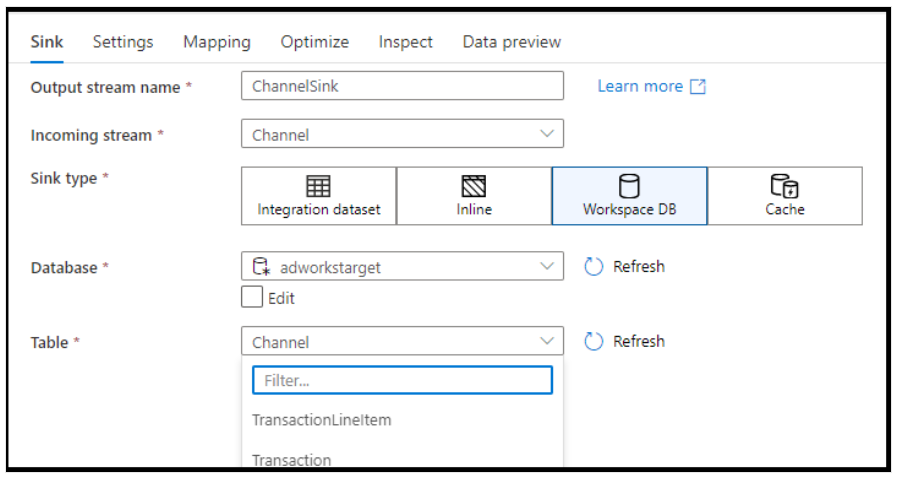 Sink Settings Mapping Optimize Inspect Data preview
Output stream name * ChannelSink Learn more
Incoming stream * Channel
Sink type *
Integration dataset Inline Workspace DB Cache
Database * adworkstarget Refresh
Edit
Table * Channel Refresh
Filter...
TransactionLineItem
Transaction